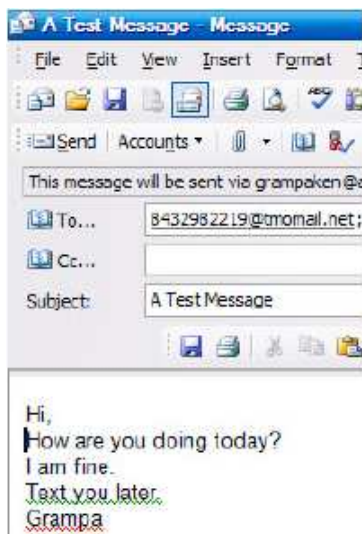 A Test Message - Message
File Edit View Insert Format
Send Accounts
This message will be sent via grampaken@
To... 8432982219@tmomail.net;
Cc...
Subject: A Test Message
Hi,
How are you doing today?
I am fine.
Text you later.
Grampa